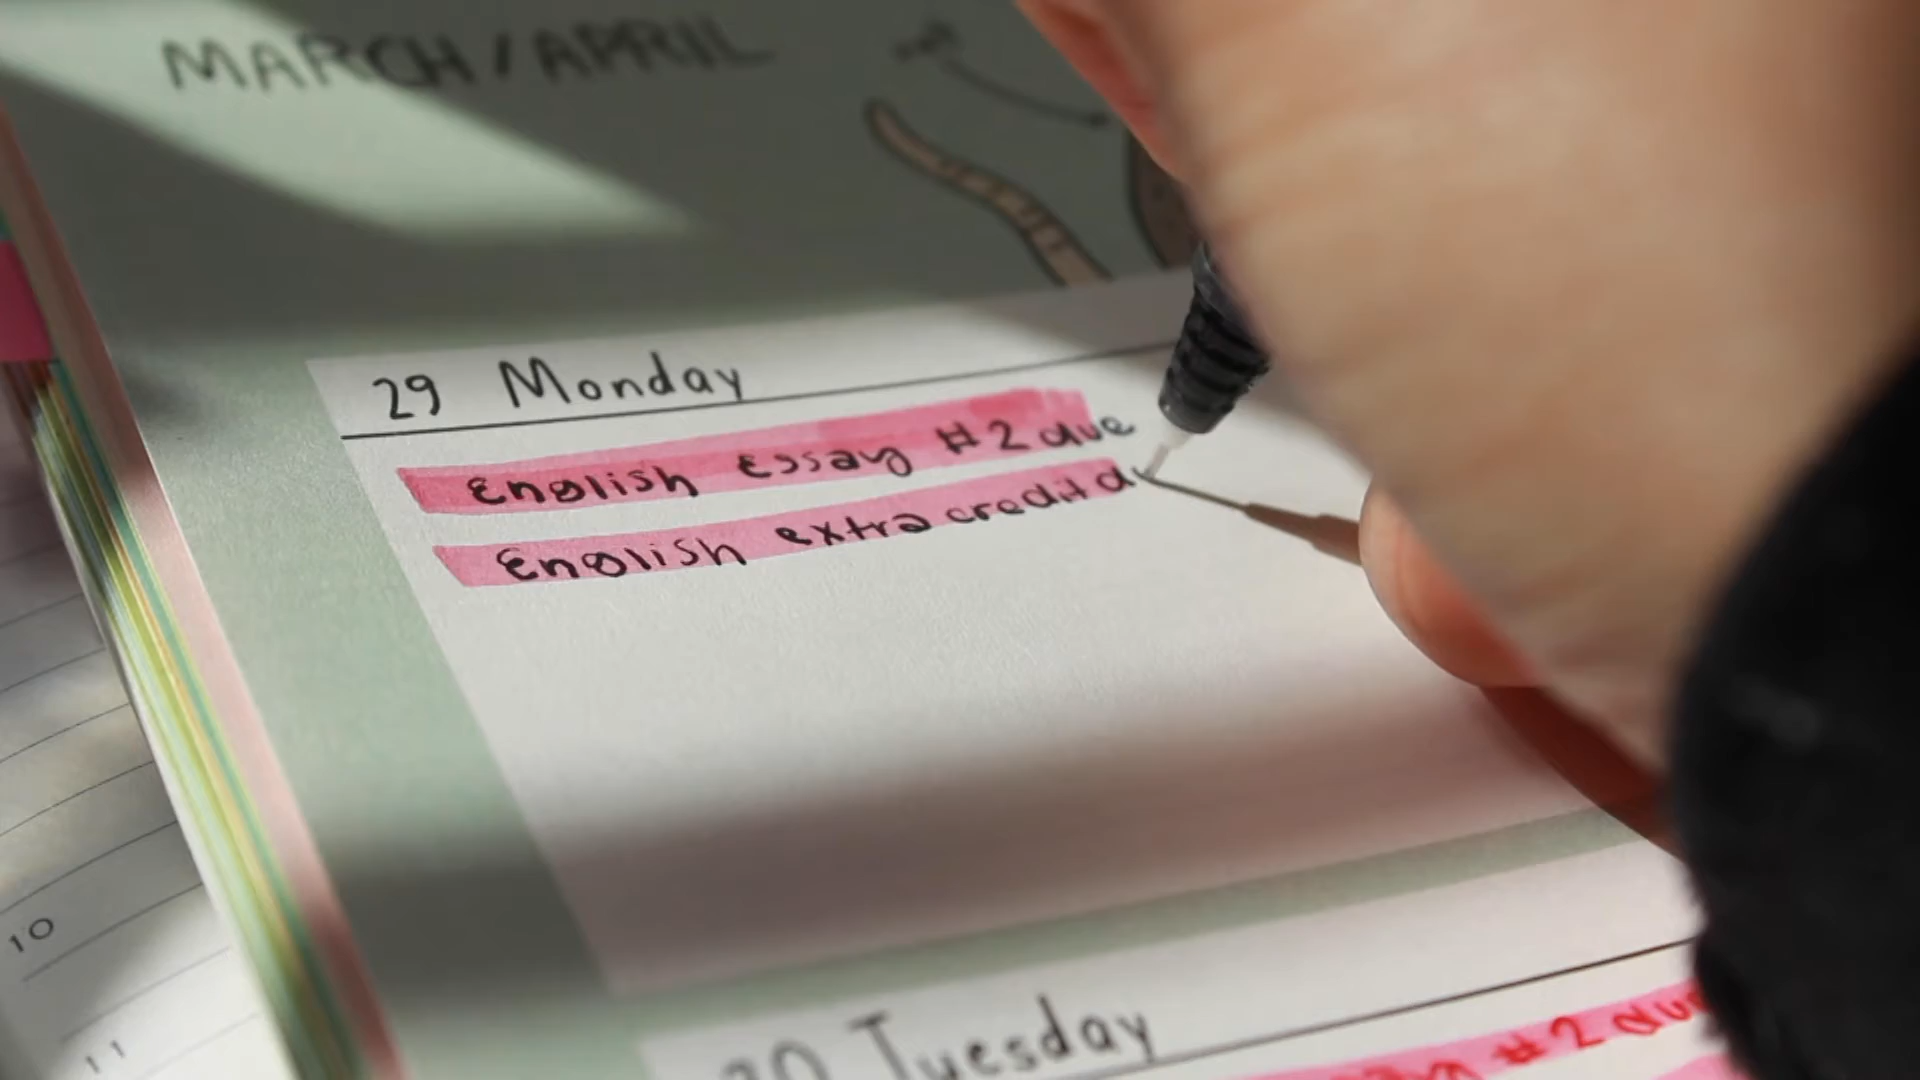 MARCH/APRIL
29 Monday
English Essay #2 due
English extra credit d
30 Tuesday
#2 due
10
11